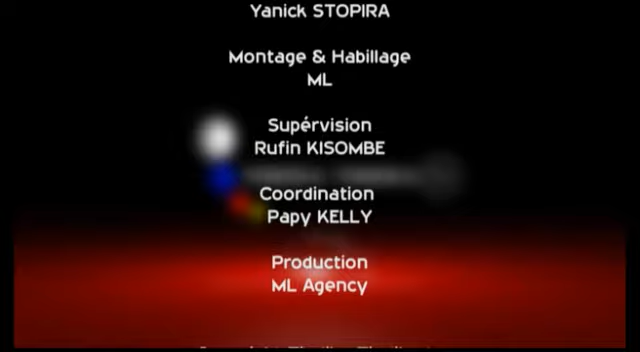 Yanick STOPIRA
Montage & Habillage
ML
Supérvision
Rufin KISOMBE
Coordination
Papy KELLY
Production
ML Agency